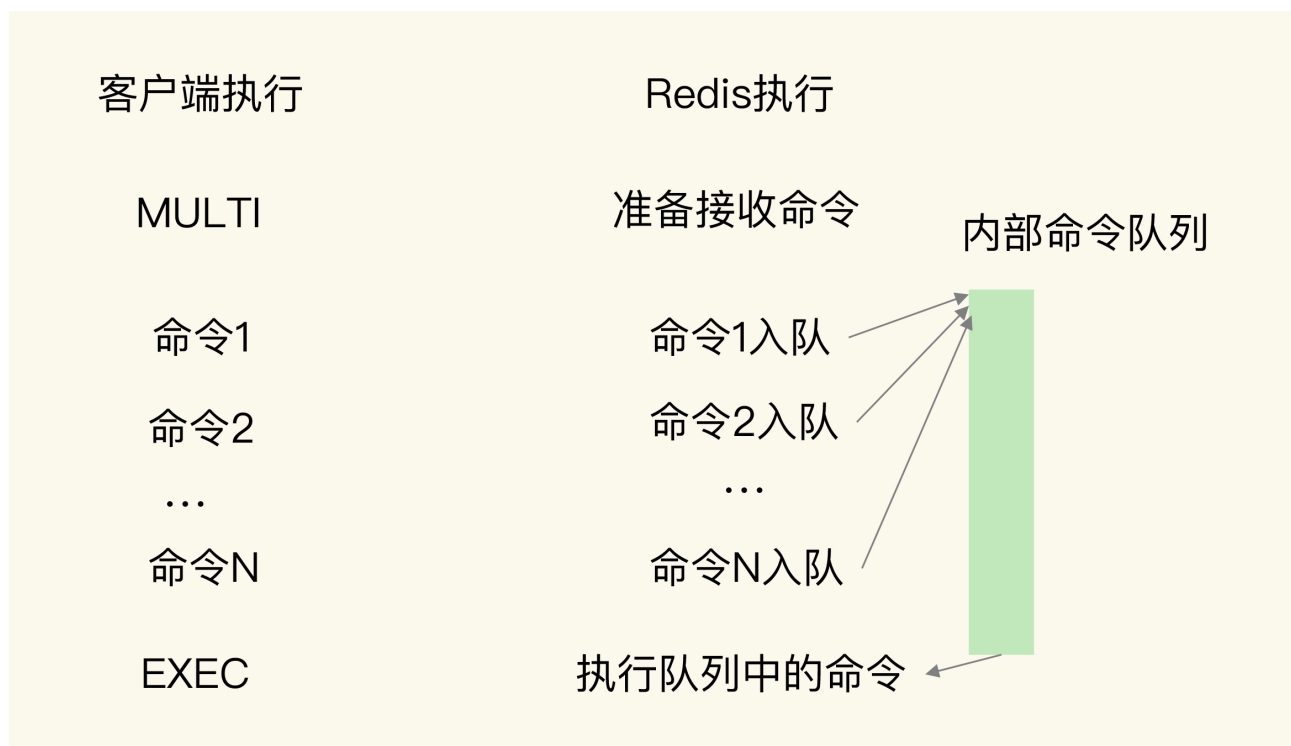 客户端执行
Redis执行
MULTI
准备接收命令
内部命令队列
命令1
命令1入队
命令2
命令2入队
...
...
命令N
命令N入队
EXEC
执行队列中的命令